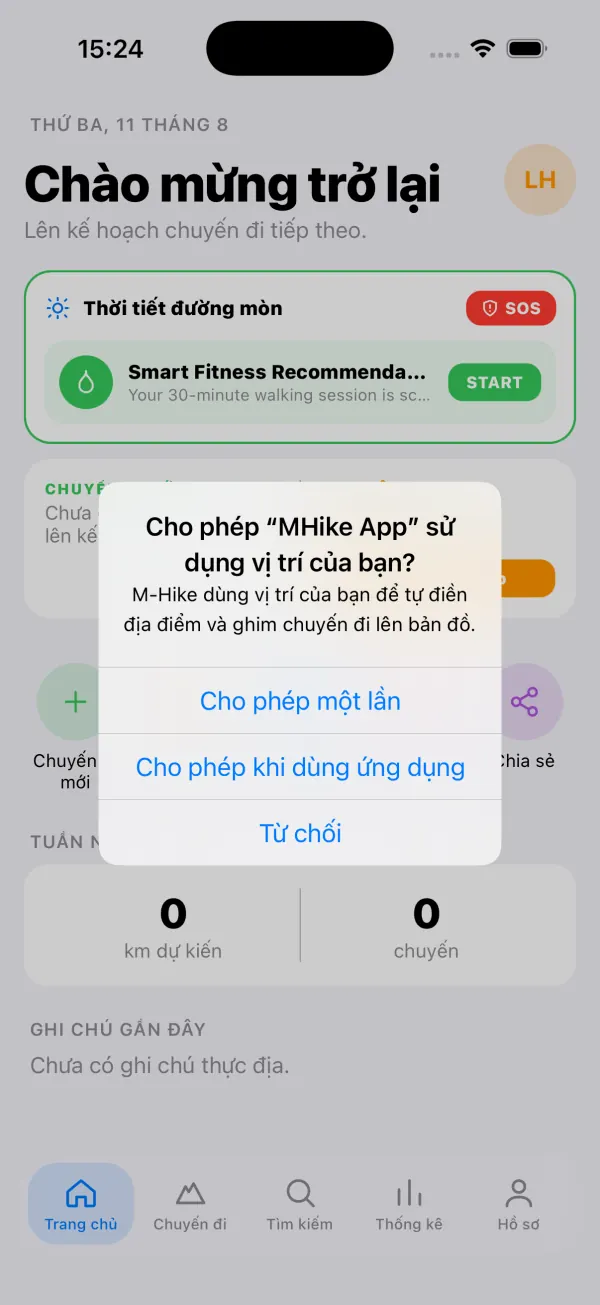 15:24
THỨ BA, 11 THÁNG 8
Chào mừng trở lại
LH
Lên kế hoạch chuyến đi tiếp theo.
Thời tiết đường mòn
SOS
Smart Fitness Recommenda...
START
Your 30-minute walking session is sc...
Chưa
lên kế
Cho phép “MHike App” sử
dụng vị trí của bạn?
M-Hike dùng vị trí của bạn để tự điền
địa điểm và ghim chuyến đi lên bản đồ.
Cho phép một lần
Cho phép khi dùng ứng dụng
Từ chối
Chuyến
mới
Chia sẻ
TUẦN
0
km dự kiến
0
chuyến
GHI CHÚ GẦN ĐÂY
Chưa có ghi chú thực địa.
Trang chủ
Chuyến đi
Tìm kiếm
Thống kê
Hồ sơ